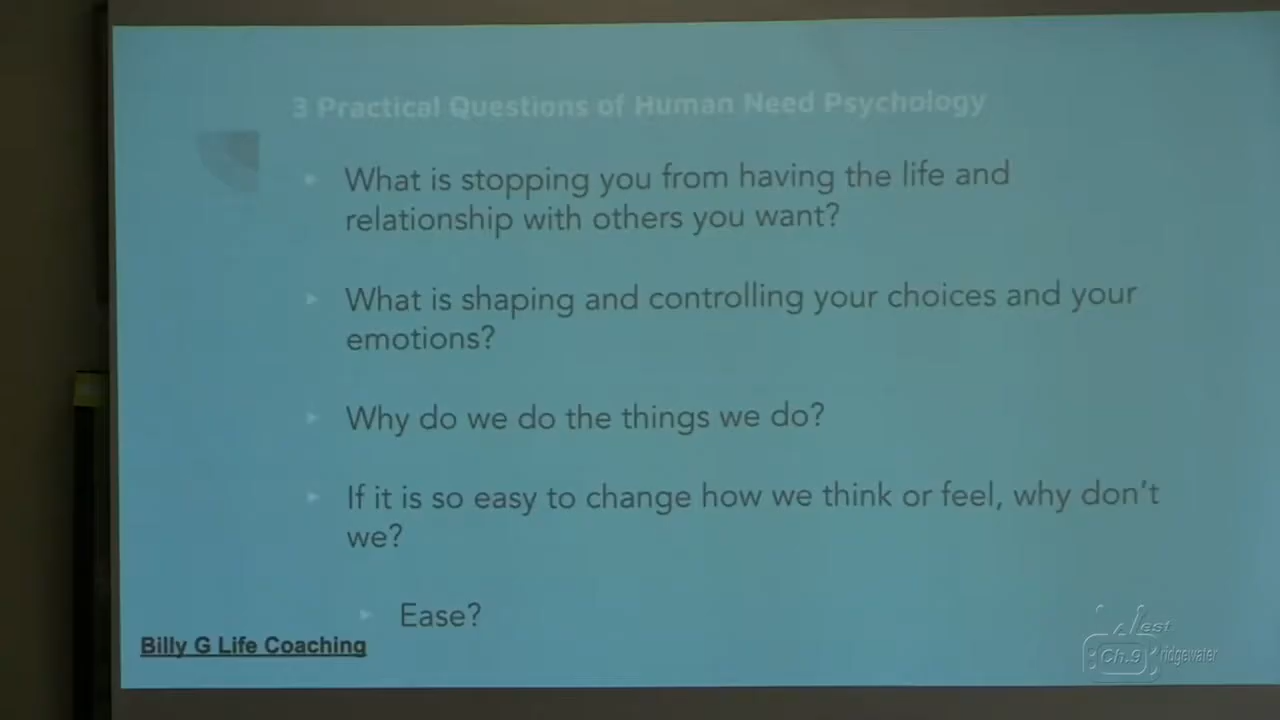 3 Practical Questions of Human Need Psychology
What is stopping you from having the life and
relationship with others you want?
What is shaping and controlling your choices and your
emotions?
Why do we do the things we do?
If it is so easy to change how we think or feel, why don't
we?
Ease?
Billy G Life Coaching
est
Ch.9 ridgewater